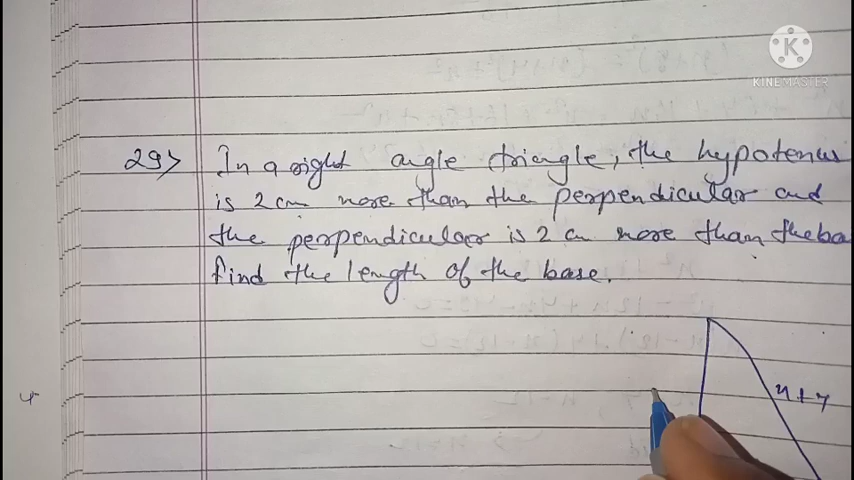 KINEMASTER
29> In a right angle triangle, the hypotenus
is 2 cm more than the perpendicular and
the perpendicular is 2 cm more than the ba
find the length of the base.
x+4